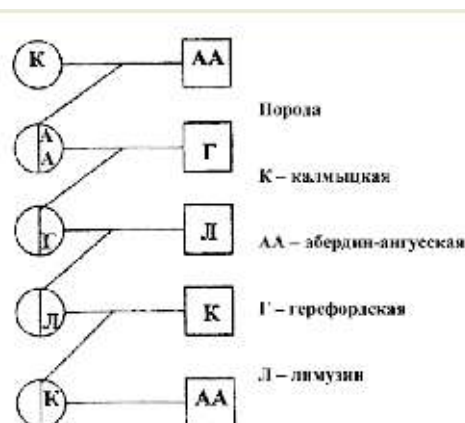 К АА
Порода
А
А Г
К – калмыцкая
Г Л
АА – абердин-ангусская
Л К
Г – герефордская
Л – лимузин
К АА